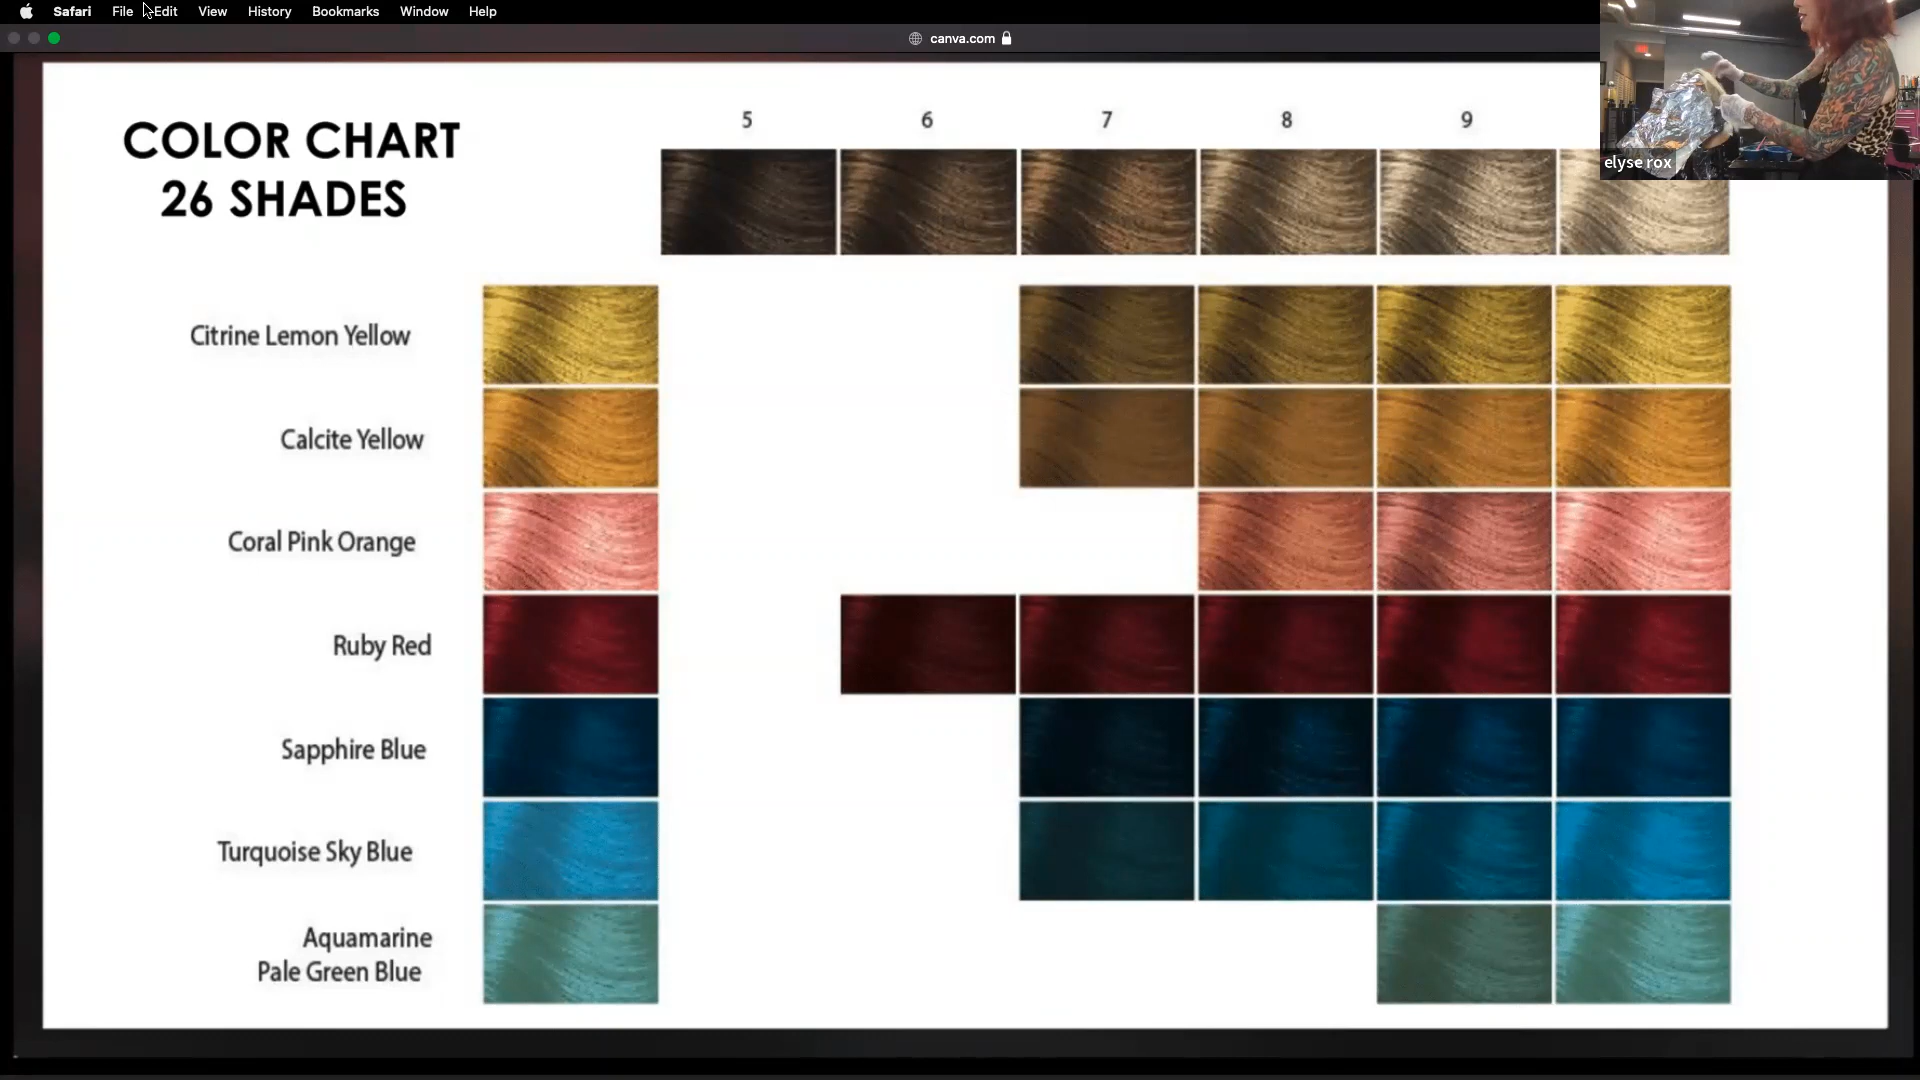 Safari File Edit View History Bookmarks Window Help
canva.com
elyse rox
COLOR CHART
26 SHADES
5 6 7 8 9
Citrine Lemon Yellow
Calcite Yellow
Coral Pink Orange
Ruby Red
Sapphire Blue
Turquoise Sky Blue
Aquamarine
Pale Green Blue